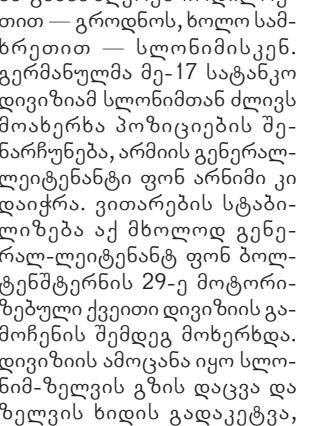 თით — გროდნოს, ხოლო სამ-
ხრეთით — სლონიმისკენ.
გერმანულმა მე-17 სატანკო
დივიზიამ სლონიმთან ძლივს
მოახერხა პოზიციების შე-
ნარჩუნება, არმიის გენერალ-
ლეიტენანტი ფონ არნიმი კი
დაიჭრა. ვითარების სტაბი-
ლიზება აქ მხოლოდ გენე-
რალ-ლეიტენანტ ფონ ბოლ-
ტენშტერნის 29-ე მოტორი-
ზებული ქვეითი დივიზიის გა-
მოჩენის შემდეგ მოხერხდა.
დივიზიის ამოცანა იყო სლო-
ნიმ-ზელვის გზის დაცვა და
ზელვის ხიდის გადაკეტვა,